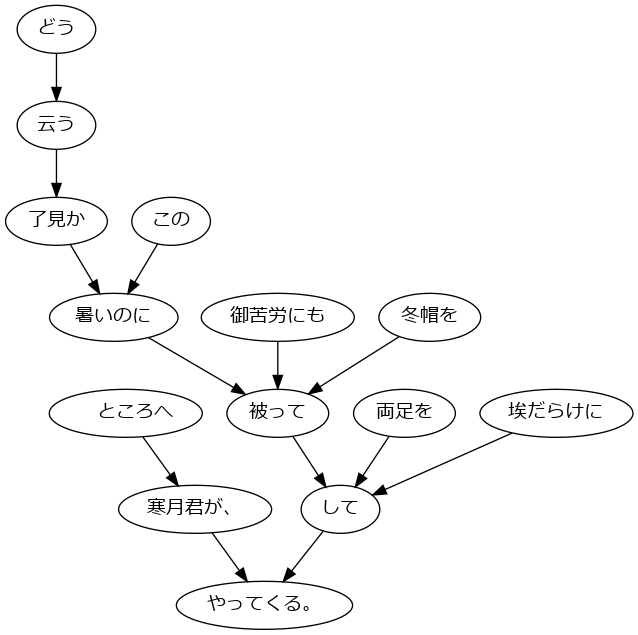 どう
云う
了見か
この
暑いのに
御苦労にも
冬帽を
ところへ
被って
両足を
埃だらけに
寒月君が、
して
やってくる。